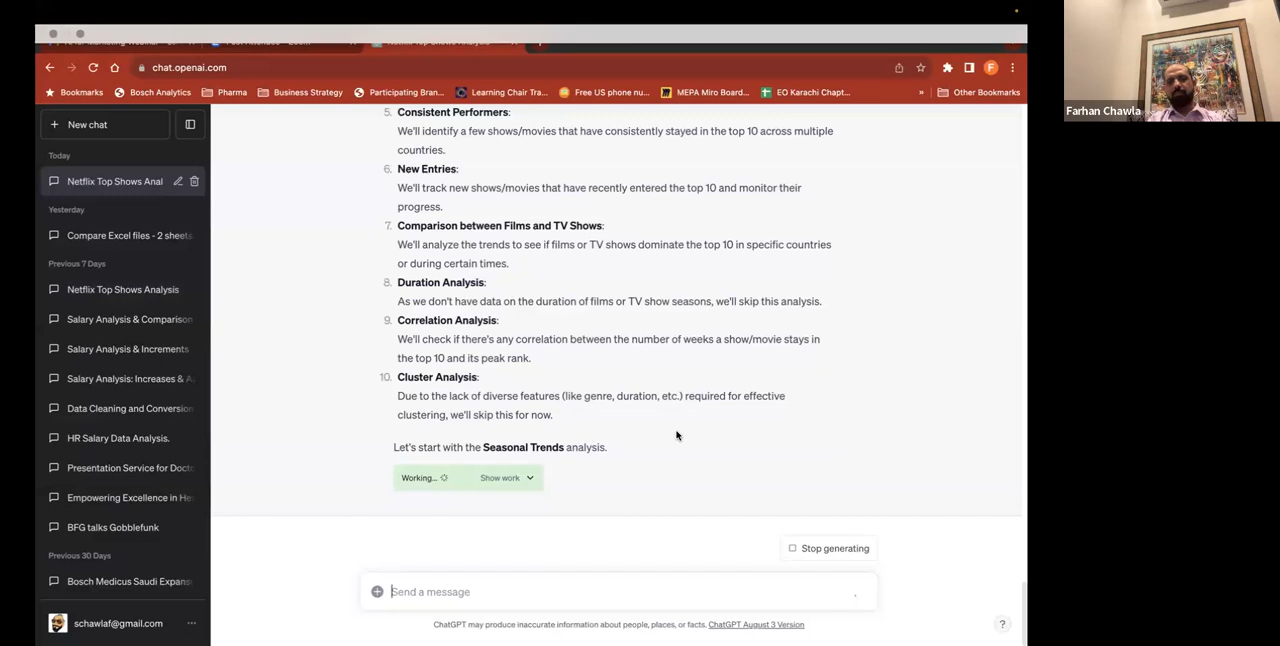 chat.openai.com
F
Bookmarks
Bosch Analytics
Pharma
Business Strategy
Participating Bran...
Learning Chair Tra...
Free US phone nu...
MEPA Miro Board...
EO Karachi Chapt...
»
Other Bookmarks
Farhan Chawla
+ New chat
Today
Netflix Top Shows Anal
Yesterday
Compare Excel files - 2 sheets
Previous 7 Days
Netflix Top Shows Analysis
Salary Analysis & Comparison
Salary Analysis & Increments
Salary Analysis: Increases & A
Data Cleaning and Conversion
HR Salary Data Analysis.
Presentation Service for Docto
Empowering Excellence in He
BFG talks Gobblefunk
Previous 30 Days
Bosch Medicus Saudi Expans
schawlaf@gmail.com
5. Consistent Performers:
We'll identify a few shows/movies that have consistently stayed in the top 10 across multiple
countries.
6. New Entries:
We'll track new shows/movies that have recently entered the top 10 and monitor their
progress.
7. Comparison between Films and TV Shows:
We'll analyze the trends to see if films or TV shows dominate the top 10 in specific countries
or during certain times.
8. Duration Analysis:
As we don't have data on the duration of films or TV show seasons, we'll skip this analysis.
9. Correlation Analysis:
We'll check if there's any correlation between the number of weeks a show/movie stays in
the top 10 and its peak rank.
10. Cluster Analysis:
Due to the lack of diverse features (like genre, duration, etc.) required for effective
clustering, we'll skip this for now.
Let's start with the Seasonal Trends analysis.
Working... Show work
Stop generating
Send a message
ChatGPT may produce inaccurate information about people, places, or facts. ChatGPT August 3 Version
?